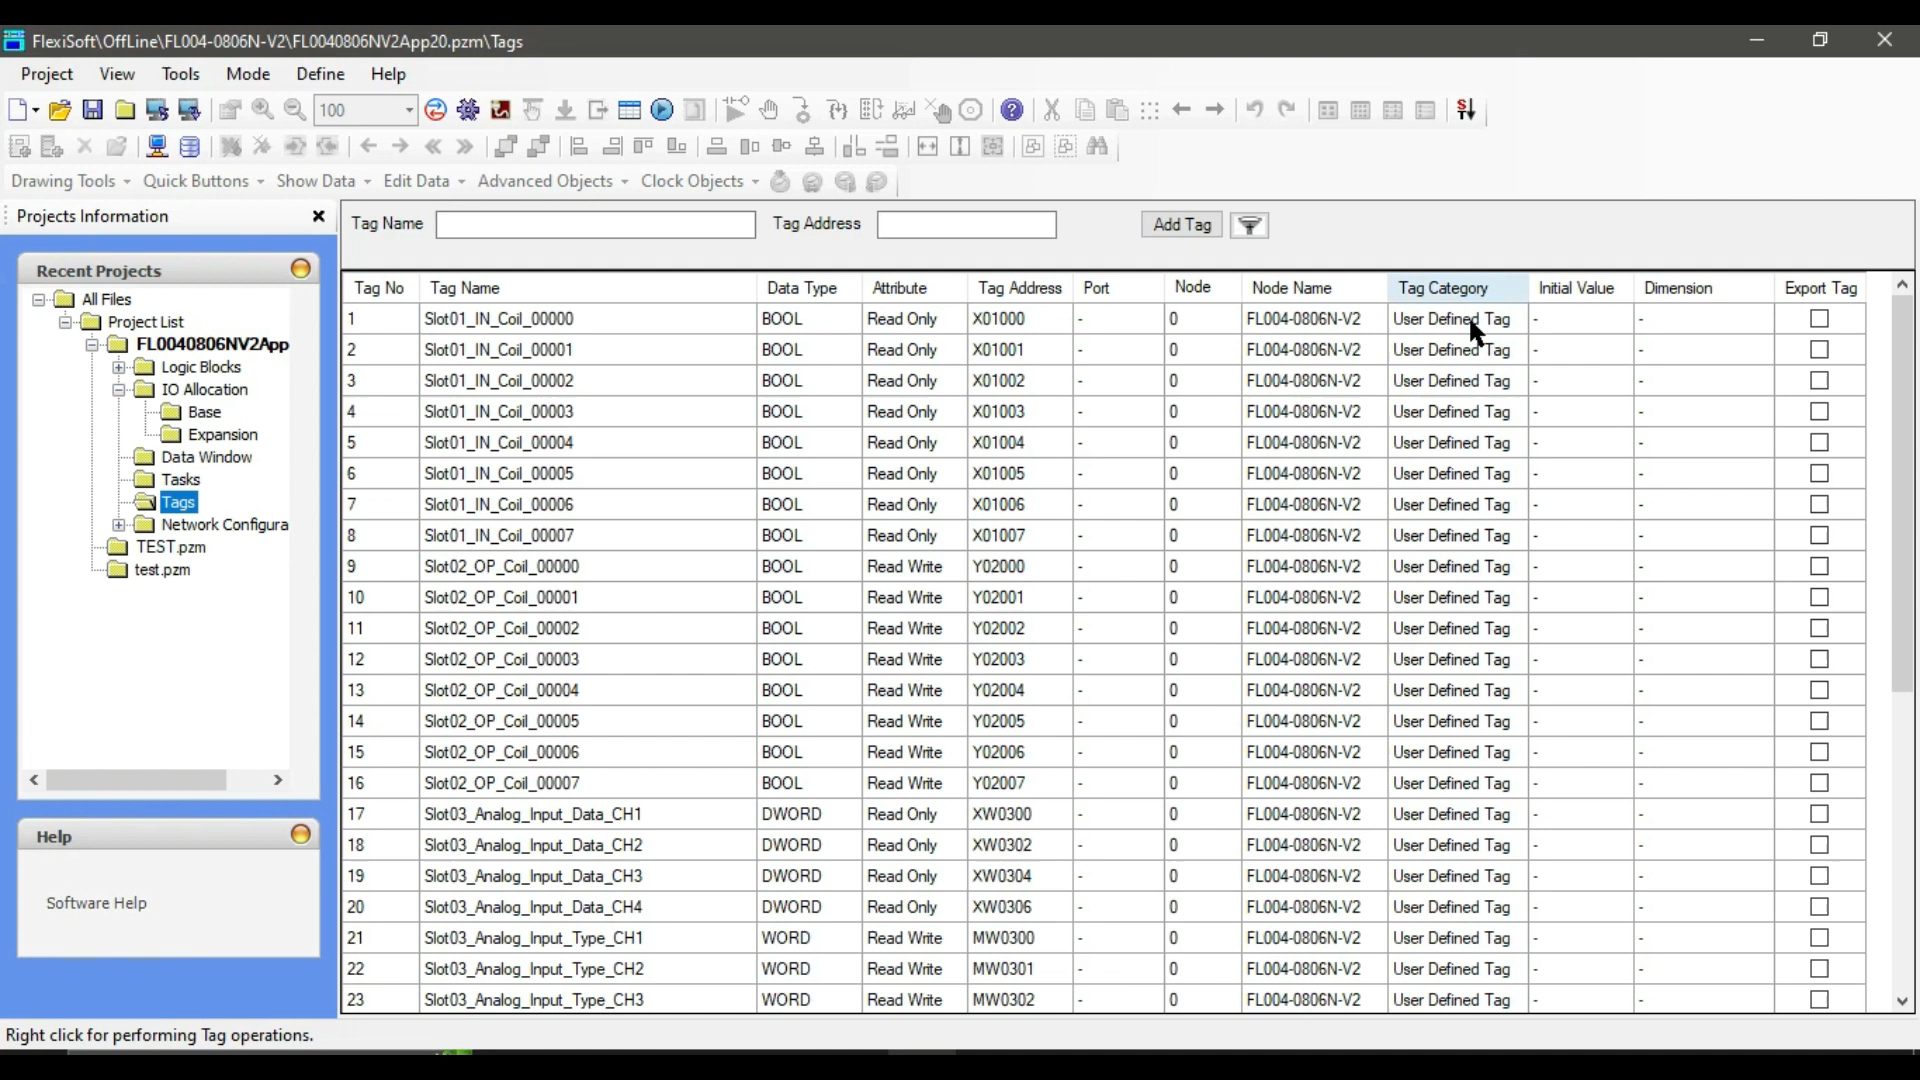 FlexiSoft\OffLine\FL004-0806N-V2\FL0040806NV2App20.pzm\Tags
Project View Tools Mode Define Help
100
Drawing Tools Quick Buttons Show Data Edit Data Advanced Objects Clock Objects
Projects Information
Recent Projects
All Files
Project List
FL0040806NV2App
Logic Blocks
IO Allocation
Base
Expansion
Data Window
Tasks
Tags
Network Configura
TEST.pzm
test.pzm
Help
Software Help
Tag Name Tag Address Add Tag
Tag No Tag Name Data Type Attribute Tag Address Port Node Node Name Tag Category Initial Value Dimension Export Tag
1 Slot01_IN_Coil_00000 BOOL Read Only X01000 - 0 FL004-0806N-V2 User Defined Tag - -
2 Slot01_IN_Coil_00001 BOOL Read Only X01001 - 0 FL004-0806N-V2 User Defined Tag - -
3 Slot01_IN_Coil_00002 BOOL Read Only X01002 - 0 FL004-0806N-V2 User Defined Tag - -
4 Slot01_IN_Coil_00003 BOOL Read Only X01003 - 0 FL004-0806N-V2 User Defined Tag - -
5 Slot01_IN_Coil_00004 BOOL Read Only X01004 - 0 FL004-0806N-V2 User Defined Tag - -
6 Slot01_IN_Coil_00005 BOOL Read Only X01005 - 0 FL004-0806N-V2 User Defined Tag - -
7 Slot01_IN_Coil_00006 BOOL Read Only X01006 - 0 FL004-0806N-V2 User Defined Tag - -
8 Slot01_IN_Coil_00007 BOOL Read Only X01007 - 0 FL004-0806N-V2 User Defined Tag - -
9 Slot02_OP_Coil_00000 BOOL Read Write Y02000 - 0 FL004-0806N-V2 User Defined Tag - -
10 Slot02_OP_Coil_00001 BOOL Read Write Y02001 - 0 FL004-0806N-V2 User Defined Tag - -
11 Slot02_OP_Coil_00002 BOOL Read Write Y02002 - 0 FL004-0806N-V2 User Defined Tag - -
12 Slot02_OP_Coil_00003 BOOL Read Write Y02003 - 0 FL004-0806N-V2 User Defined Tag - -
13 Slot02_OP_Coil_00004 BOOL Read Write Y02004 - 0 FL004-0806N-V2 User Defined Tag - -
14 Slot02_OP_Coil_00005 BOOL Read Write Y02005 - 0 FL004-0806N-V2 User Defined Tag - -
15 Slot02_OP_Coil_00006 BOOL Read Write Y02006 - 0 FL004-0806N-V2 User Defined Tag - -
16 Slot02_OP_Coil_00007 BOOL Read Write Y02007 - 0 FL004-0806N-V2 User Defined Tag - -
17 Slot03_Analog_Input_Data_CH1 DWORD Read Only XW0300 - 0 FL004-0806N-V2 User Defined Tag - -
18 Slot03_Analog_Input_Data_CH2 DWORD Read Only XW0302 - 0 FL004-0806N-V2 User Defined Tag - -
19 Slot03_Analog_Input_Data_CH3 DWORD Read Only XW0304 - 0 FL004-0806N-V2 User Defined Tag - -
20 Slot03_Analog_Input_Data_CH4 DWORD Read Only XW0306 - 0 FL004-0806N-V2 User Defined Tag - -
21 Slot03_Analog_Input_Type_CH1 WORD Read Write MW0300 - 0 FL004-0806N-V2 User Defined Tag - -
22 Slot03_Analog_Input_Type_CH2 WORD Read Write MW0301 - 0 FL004-0806N-V2 User Defined Tag - -
23 Slot03_Analog_Input_Type_CH3 WORD Read Write MW0302 - 0 FL004-0806N-V2 User Defined Tag - -
Right click for performing Tag operations.